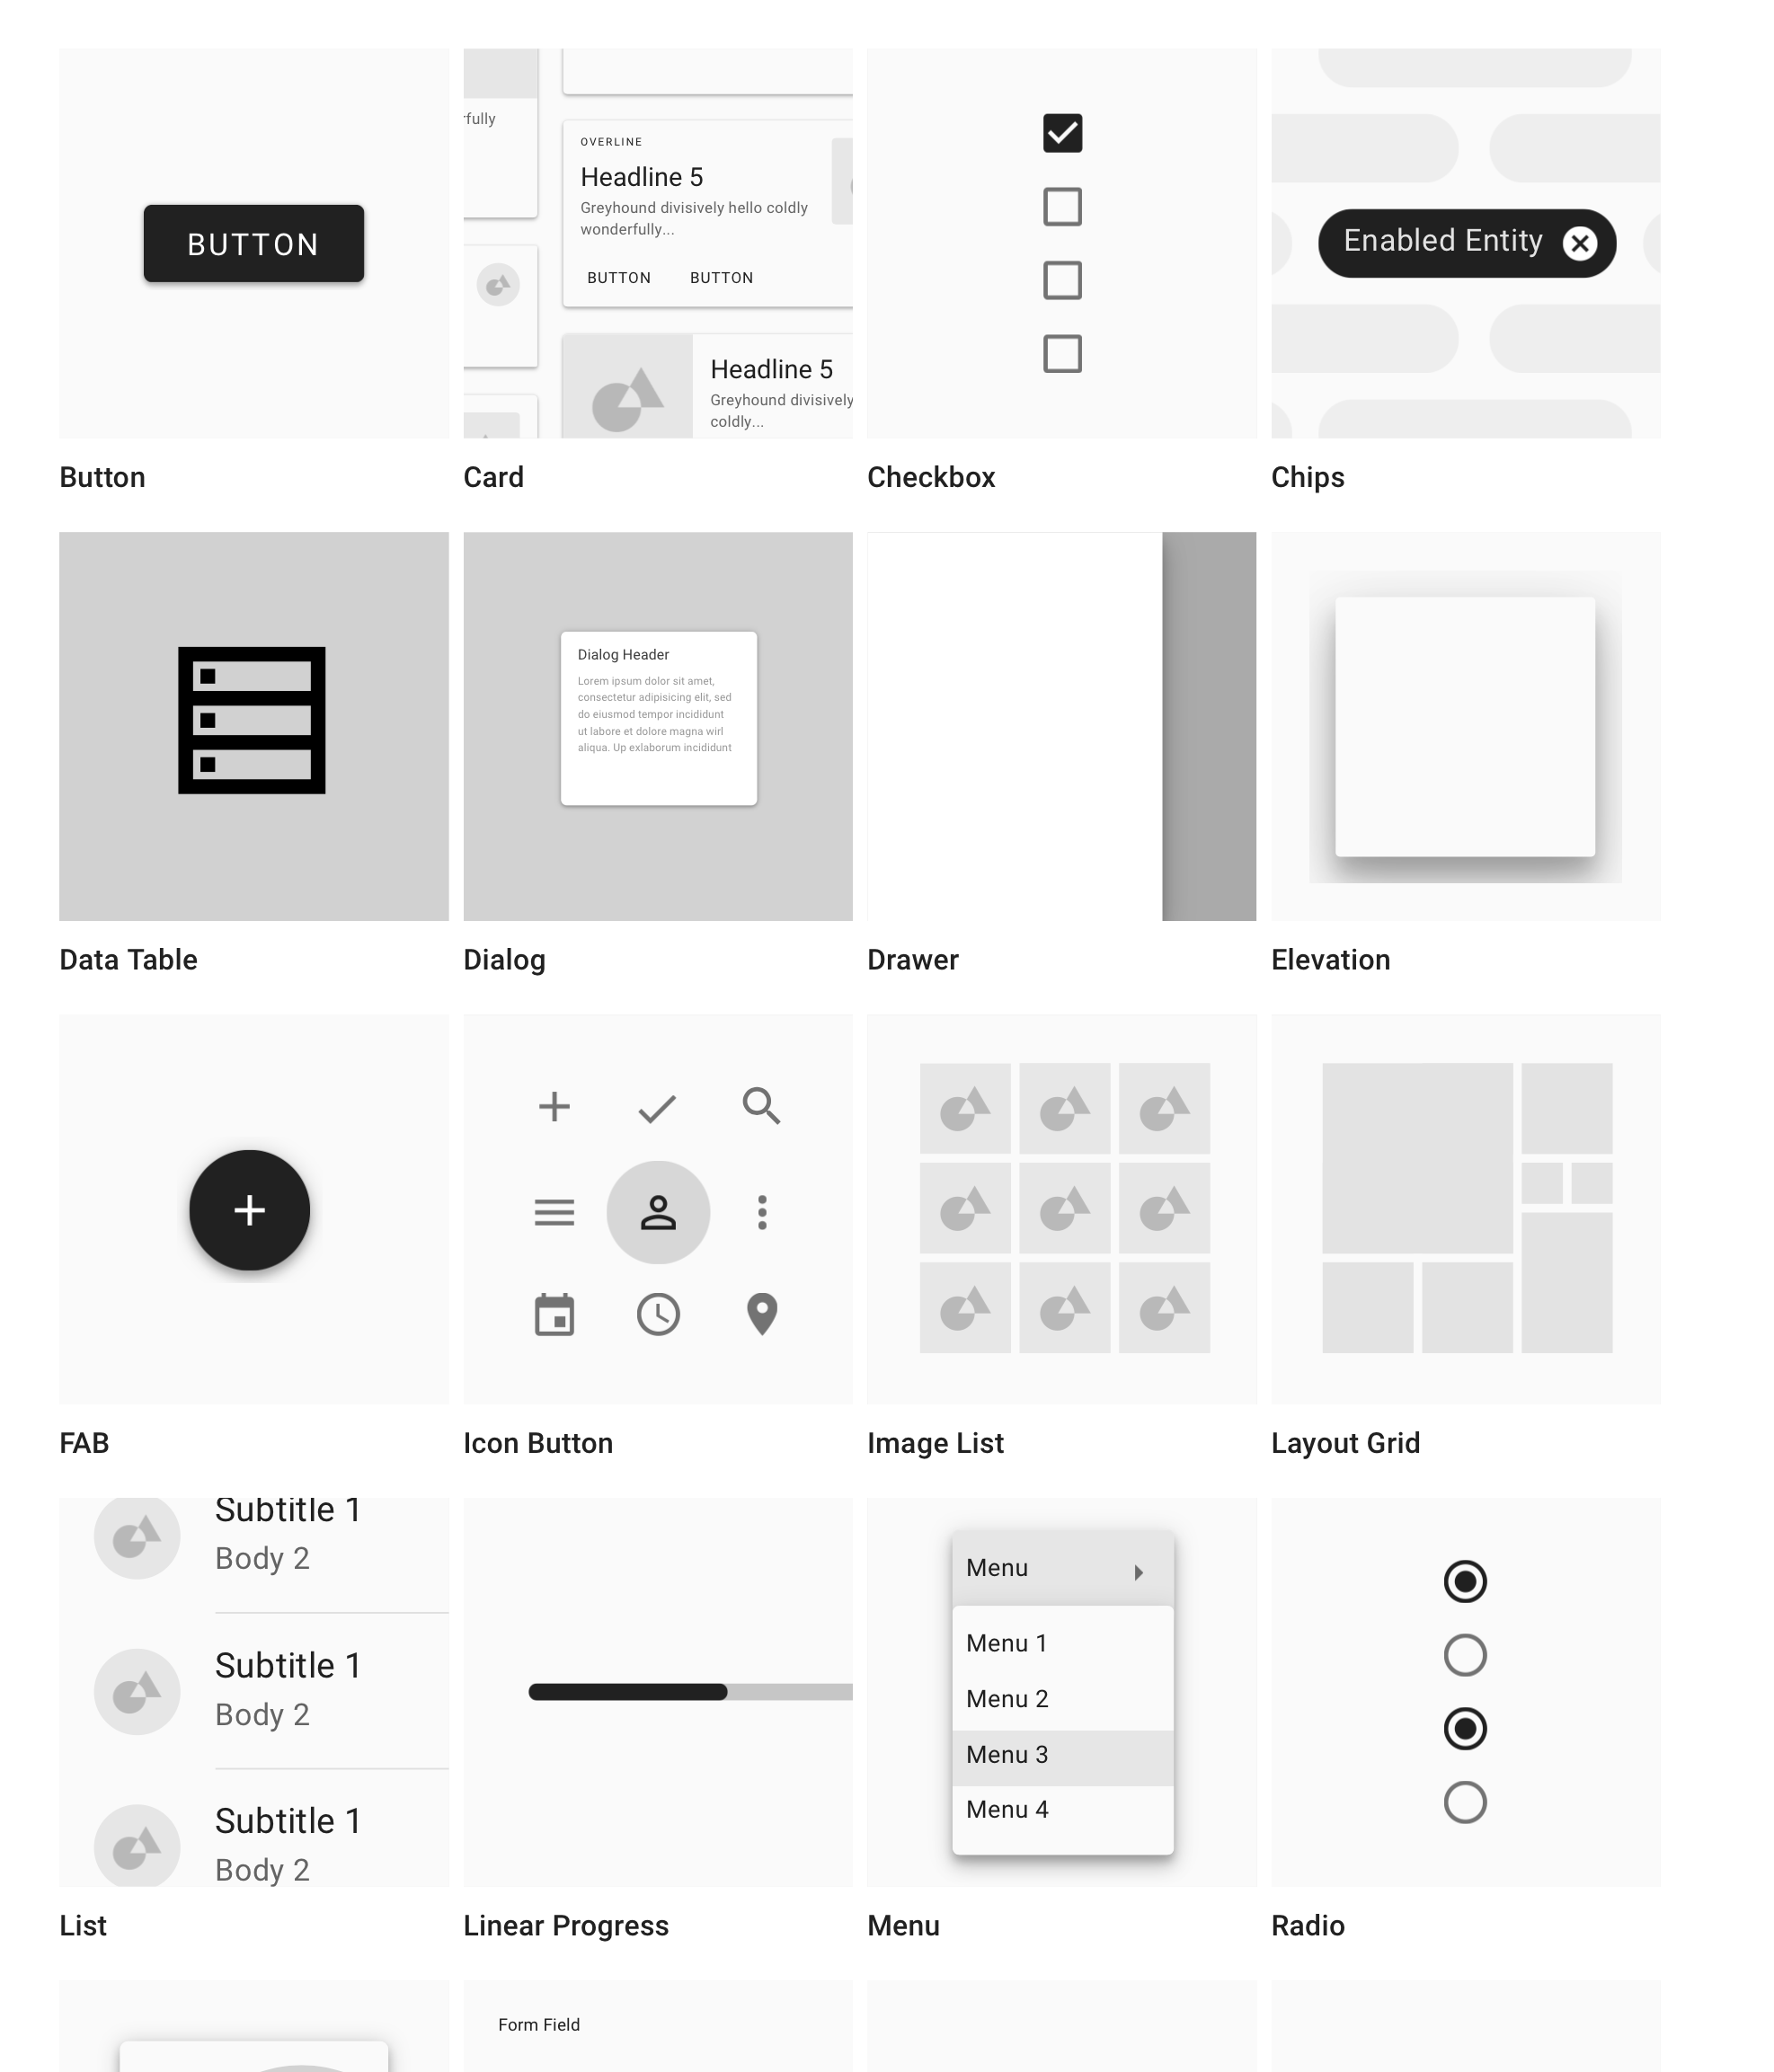 BUTTON
rfully
OVERLINE
Headline 5
Greyhound divisively hello coldly
wonderfully...
BUTTON BUTTON
Headline 5
Greyhound divisively
coldly...
Enabled Entity
Button
Card
Checkbox
Chips
Dialog Header
Lorem ipsum dolor sit amet,
consectetur adipisicing elit, sed
do eiusmod tempor incididunt
ut labore et dolore magna wirl
aliqua. Up exlaborum incididunt
Data Table
Dialog
Drawer
Elevation
FAB
Icon Button
Image List
Layout Grid
Subtitle 1
Body 2
Subtitle 1
Body 2
Subtitle 1
Body 2
Menu
Menu 1
Menu 2
Menu 3
Menu 4
List
Linear Progress
Menu
Radio
Form Field